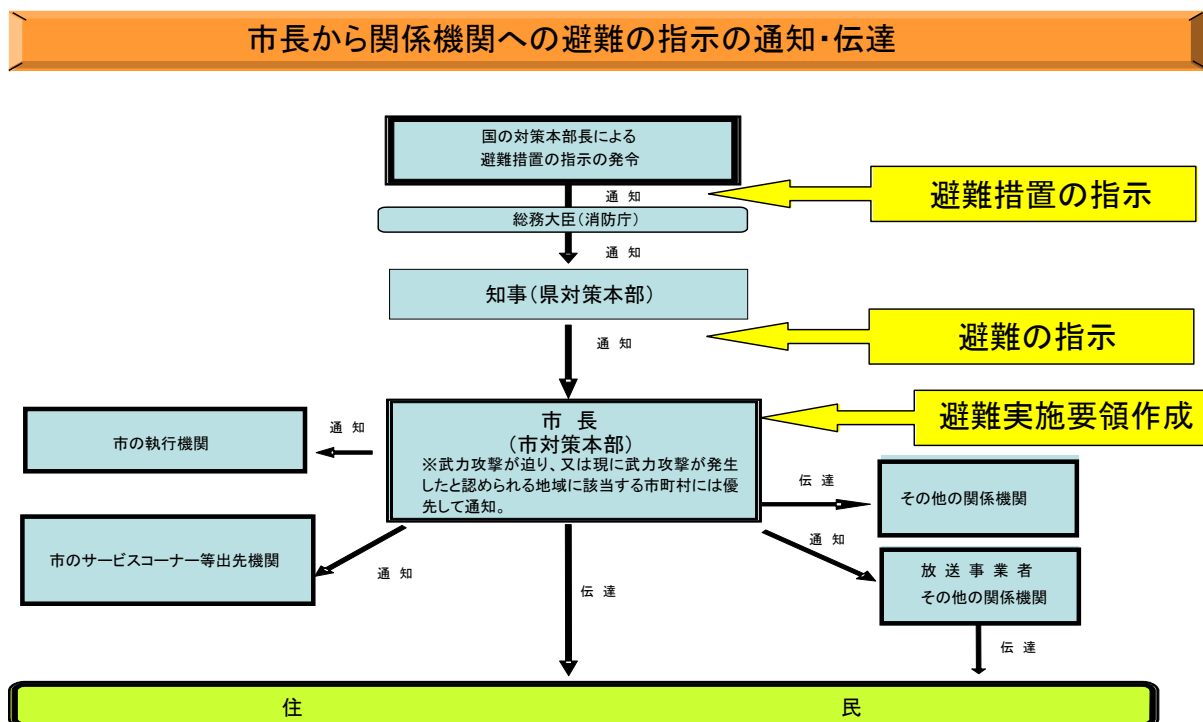 市長から関係機関への避難の指示の通知・伝達
国の対策本部長による
避難措置の指示の発令
通 知
避難措置の指示
総務大臣(消防庁)
通 知
知事(県対策本部)
通 知
避難の指示
市 長
(市対策本部)
※武力攻撃が迫り、又は現に武力攻撃が発生
したと認められる地域に該当する市町村には優
先して通知。
避難実施要領作成
市の執行機関
通 知
伝 達
その他の関係機関
市のサービスコーナー等出先機関
通 知
通 知
放 送 事 業 者
その他の関係機関
伝 達
伝 達
住 民